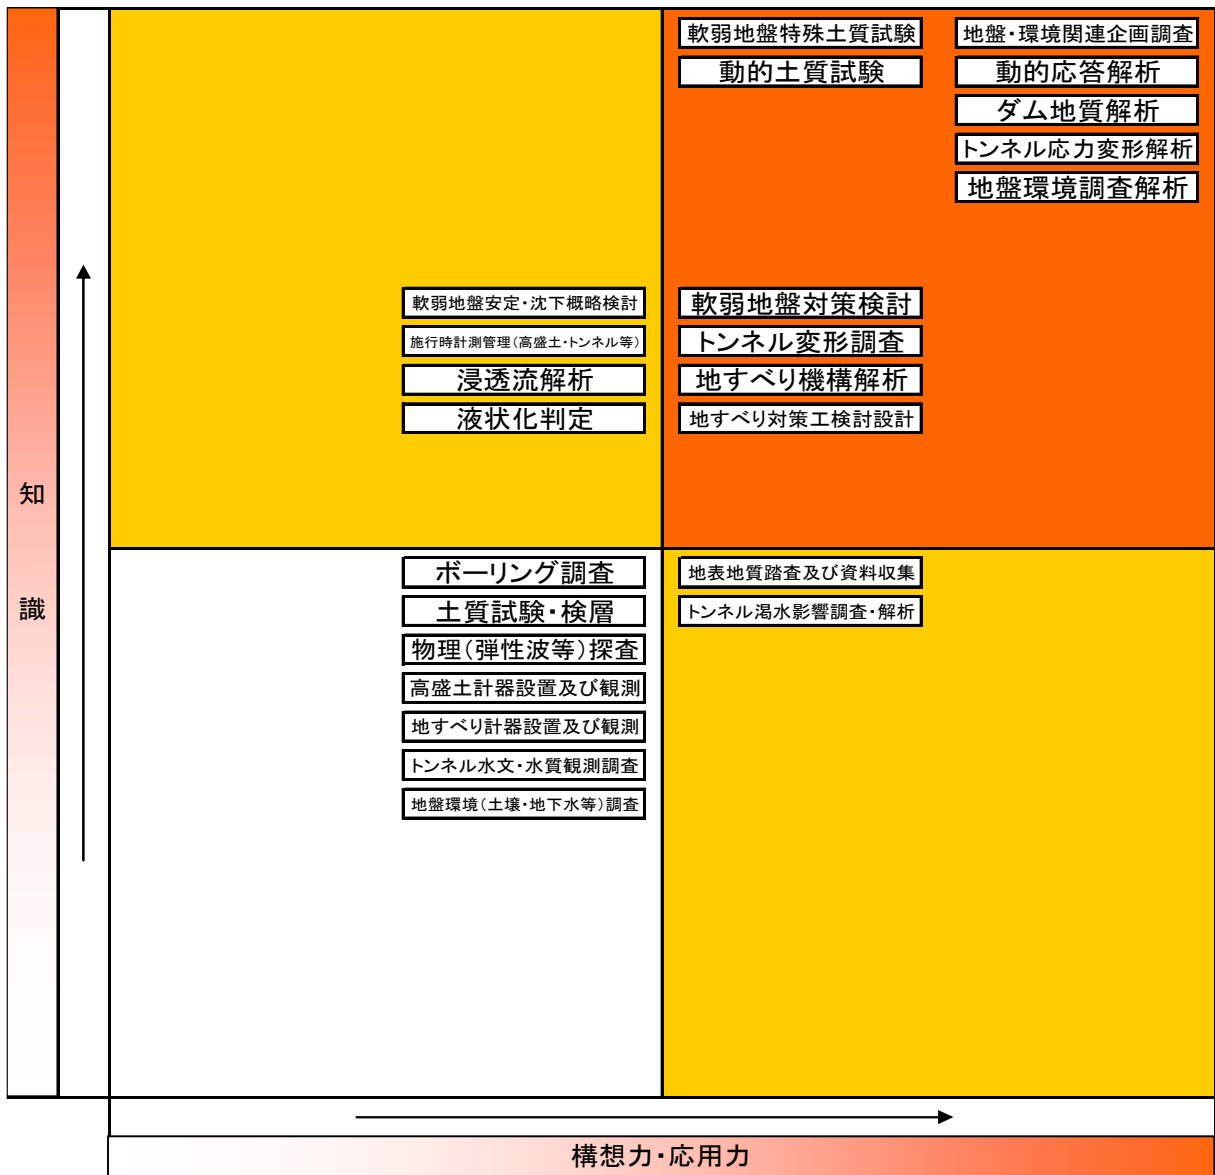 軟弱地盤特殊土質試験
地盤・環境関連企画調査
動的土質試験
動的応答解析
ダム地質解析
トンネル応力変形解析
地盤環境調査解析
軟弱地盤安定・沈下概略検討
軟弱地盤対策検討
施行時計測管理(高盛土・トンネル等)
トンネル変形調査
浸透流解析
地すべり機構解析
液状化判定
地すべり対策工検討設計
知
識
ボーリング調査
地表地質踏査及び資料収集
土質試験・検層
トンネル渇水影響調査・解析
物理(弾性波等)探査
高盛土計器設置及び観測
地すべり計器設置及び観測
トンネル水文・水質観測調査
地盤環境(土壌・地下水等)調査
構想力・応用力